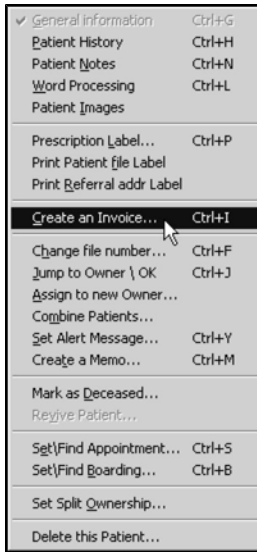 General information Ctrl+G
Patient History Ctrl+H
Patient Notes Ctrl+N
Word Processing Ctrl+L
Patient Images
Prescription Label... Ctrl+P
Print Patient file Label
Print Referral addr Label
Create an Invoice... Ctrl+I
Change file number... Ctrl+F
Jump to Owner \ OK Ctrl+J
Assign to new Owner...
Combine Patients...
Set Alert Message... Ctrl+Y
Create a Memo... Ctrl+M
Mark as Deceased...
Revive Patient...
Set\Find Appointment... Ctrl+S
Set\Find Boarding... Ctrl+B
Set Split Ownership...
Delete this Patient...